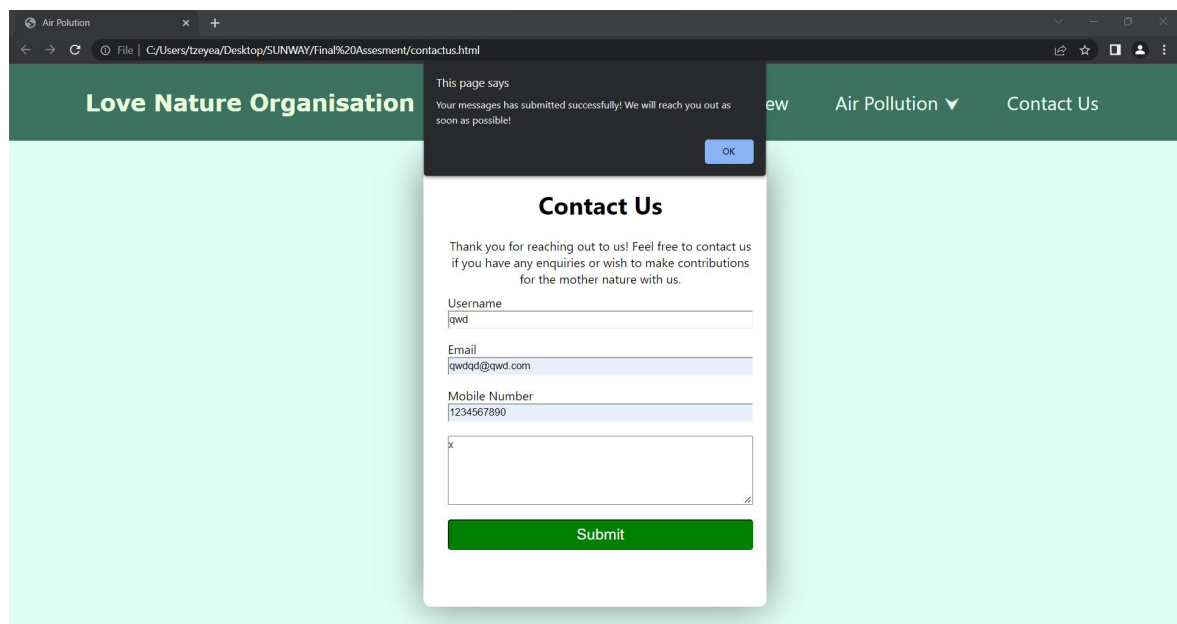 Air Polution
File | C:/Users/tzeyea/Desktop/SUNWAY/Final%20Assesment/contactus.html
Love Nature Organisation
ew
Air Pollution
Contact Us
This page says
Your messages has submitted successfully! We will reach you out as
soon as possible!
OK
Contact Us
Thank you for reaching out to us! Feel free to contact us
if you have any enquiries or wish to make contributions
for the mother nature with us.
Username
qwd
Email
qwdqd@qwd.com
Mobile Number
1234567890
x
Submit